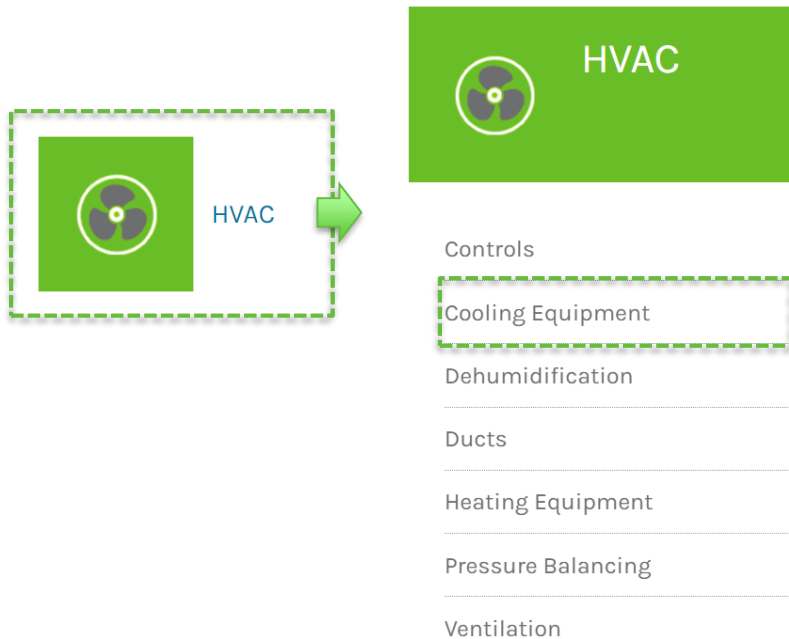 HVAC
HVAC
Controls
Cooling Equipment
Dehumidification
Ducts
Heating Equipment
Pressure Balancing
Ventilation